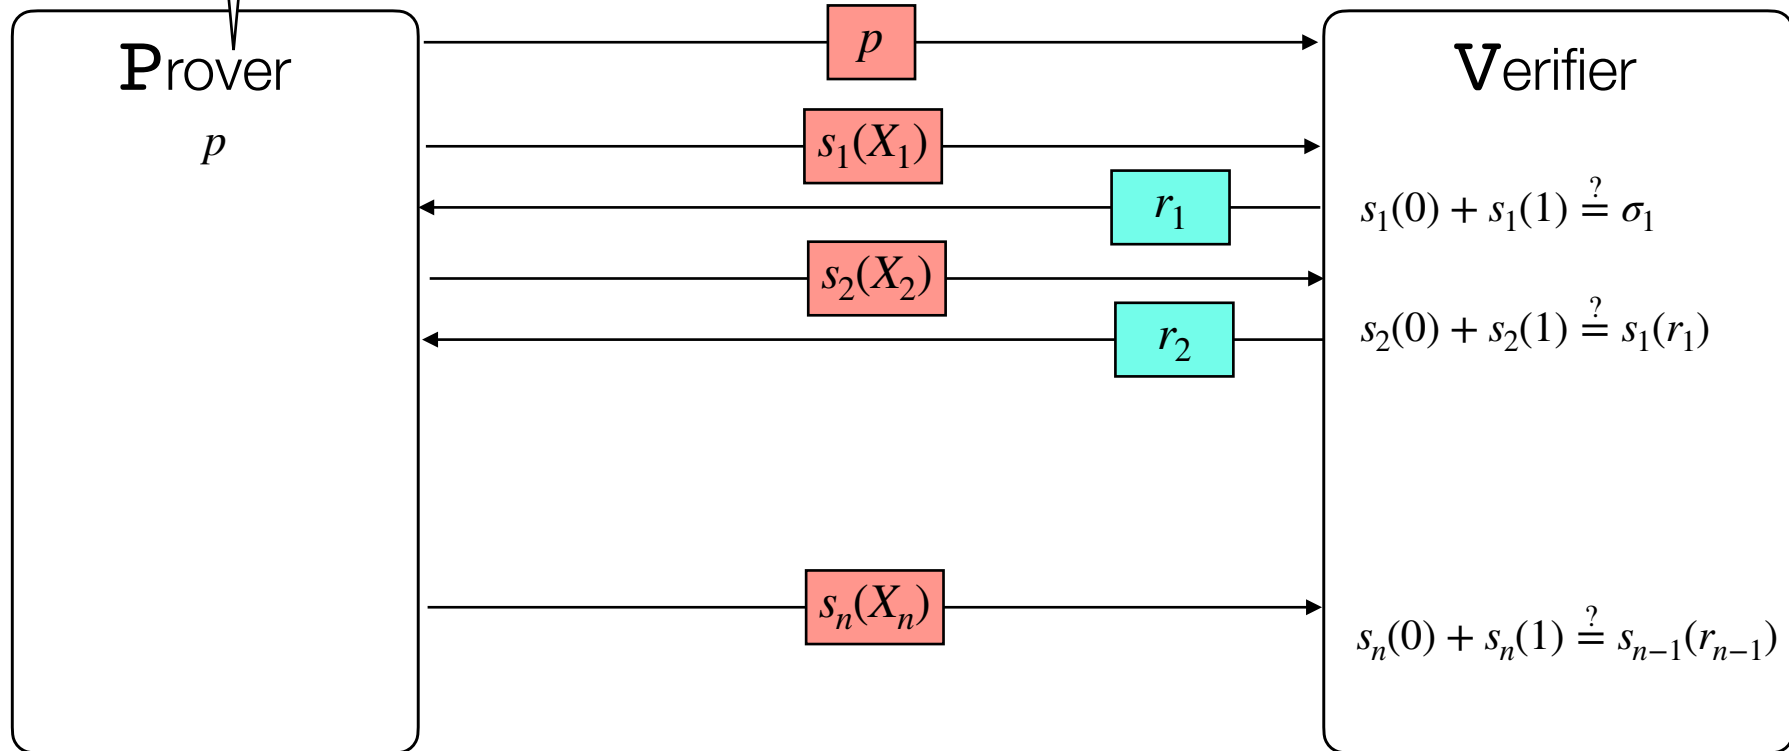 Prover
p
p
Verifier
s₁(X₁)
r₁
s₁(0) + s₁(1) ≟ σ₁
s₂(X₂)
r₂
s₂(0) + s₂(1) ≟ s₁(r₁)
sₙ(Xₙ)
sₙ(0) + sₙ(1) ≟ sₙ₋₁(rₙ₋₁)